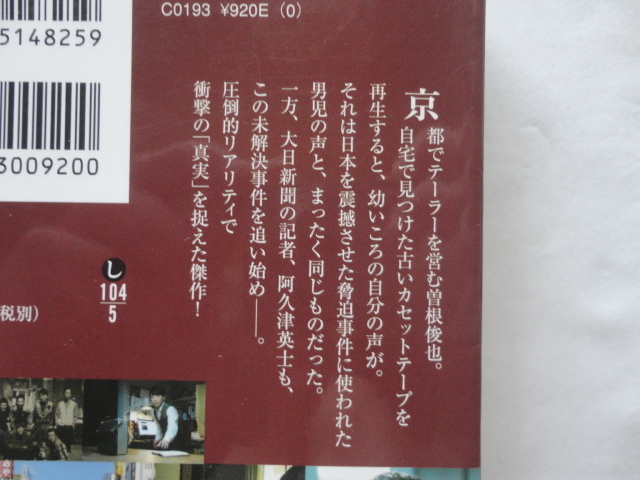 C0193 ¥920E (0)
5148259
3009200
京都でテーラーを営む曽根俊也。
自宅で見つけた古いカセットテープを
再生すると、幼いころの自分の声が。
それは日本を震撼させた脅迫事件に使われた
男児の声と、まったく同じものだった。
一方、大日新聞の記者、阿久津英士も、
この未解決事件を追い始め――。
圧倒的リアリティで
衝撃の「真実」を捉えた傑作！
し
104
5
税別）